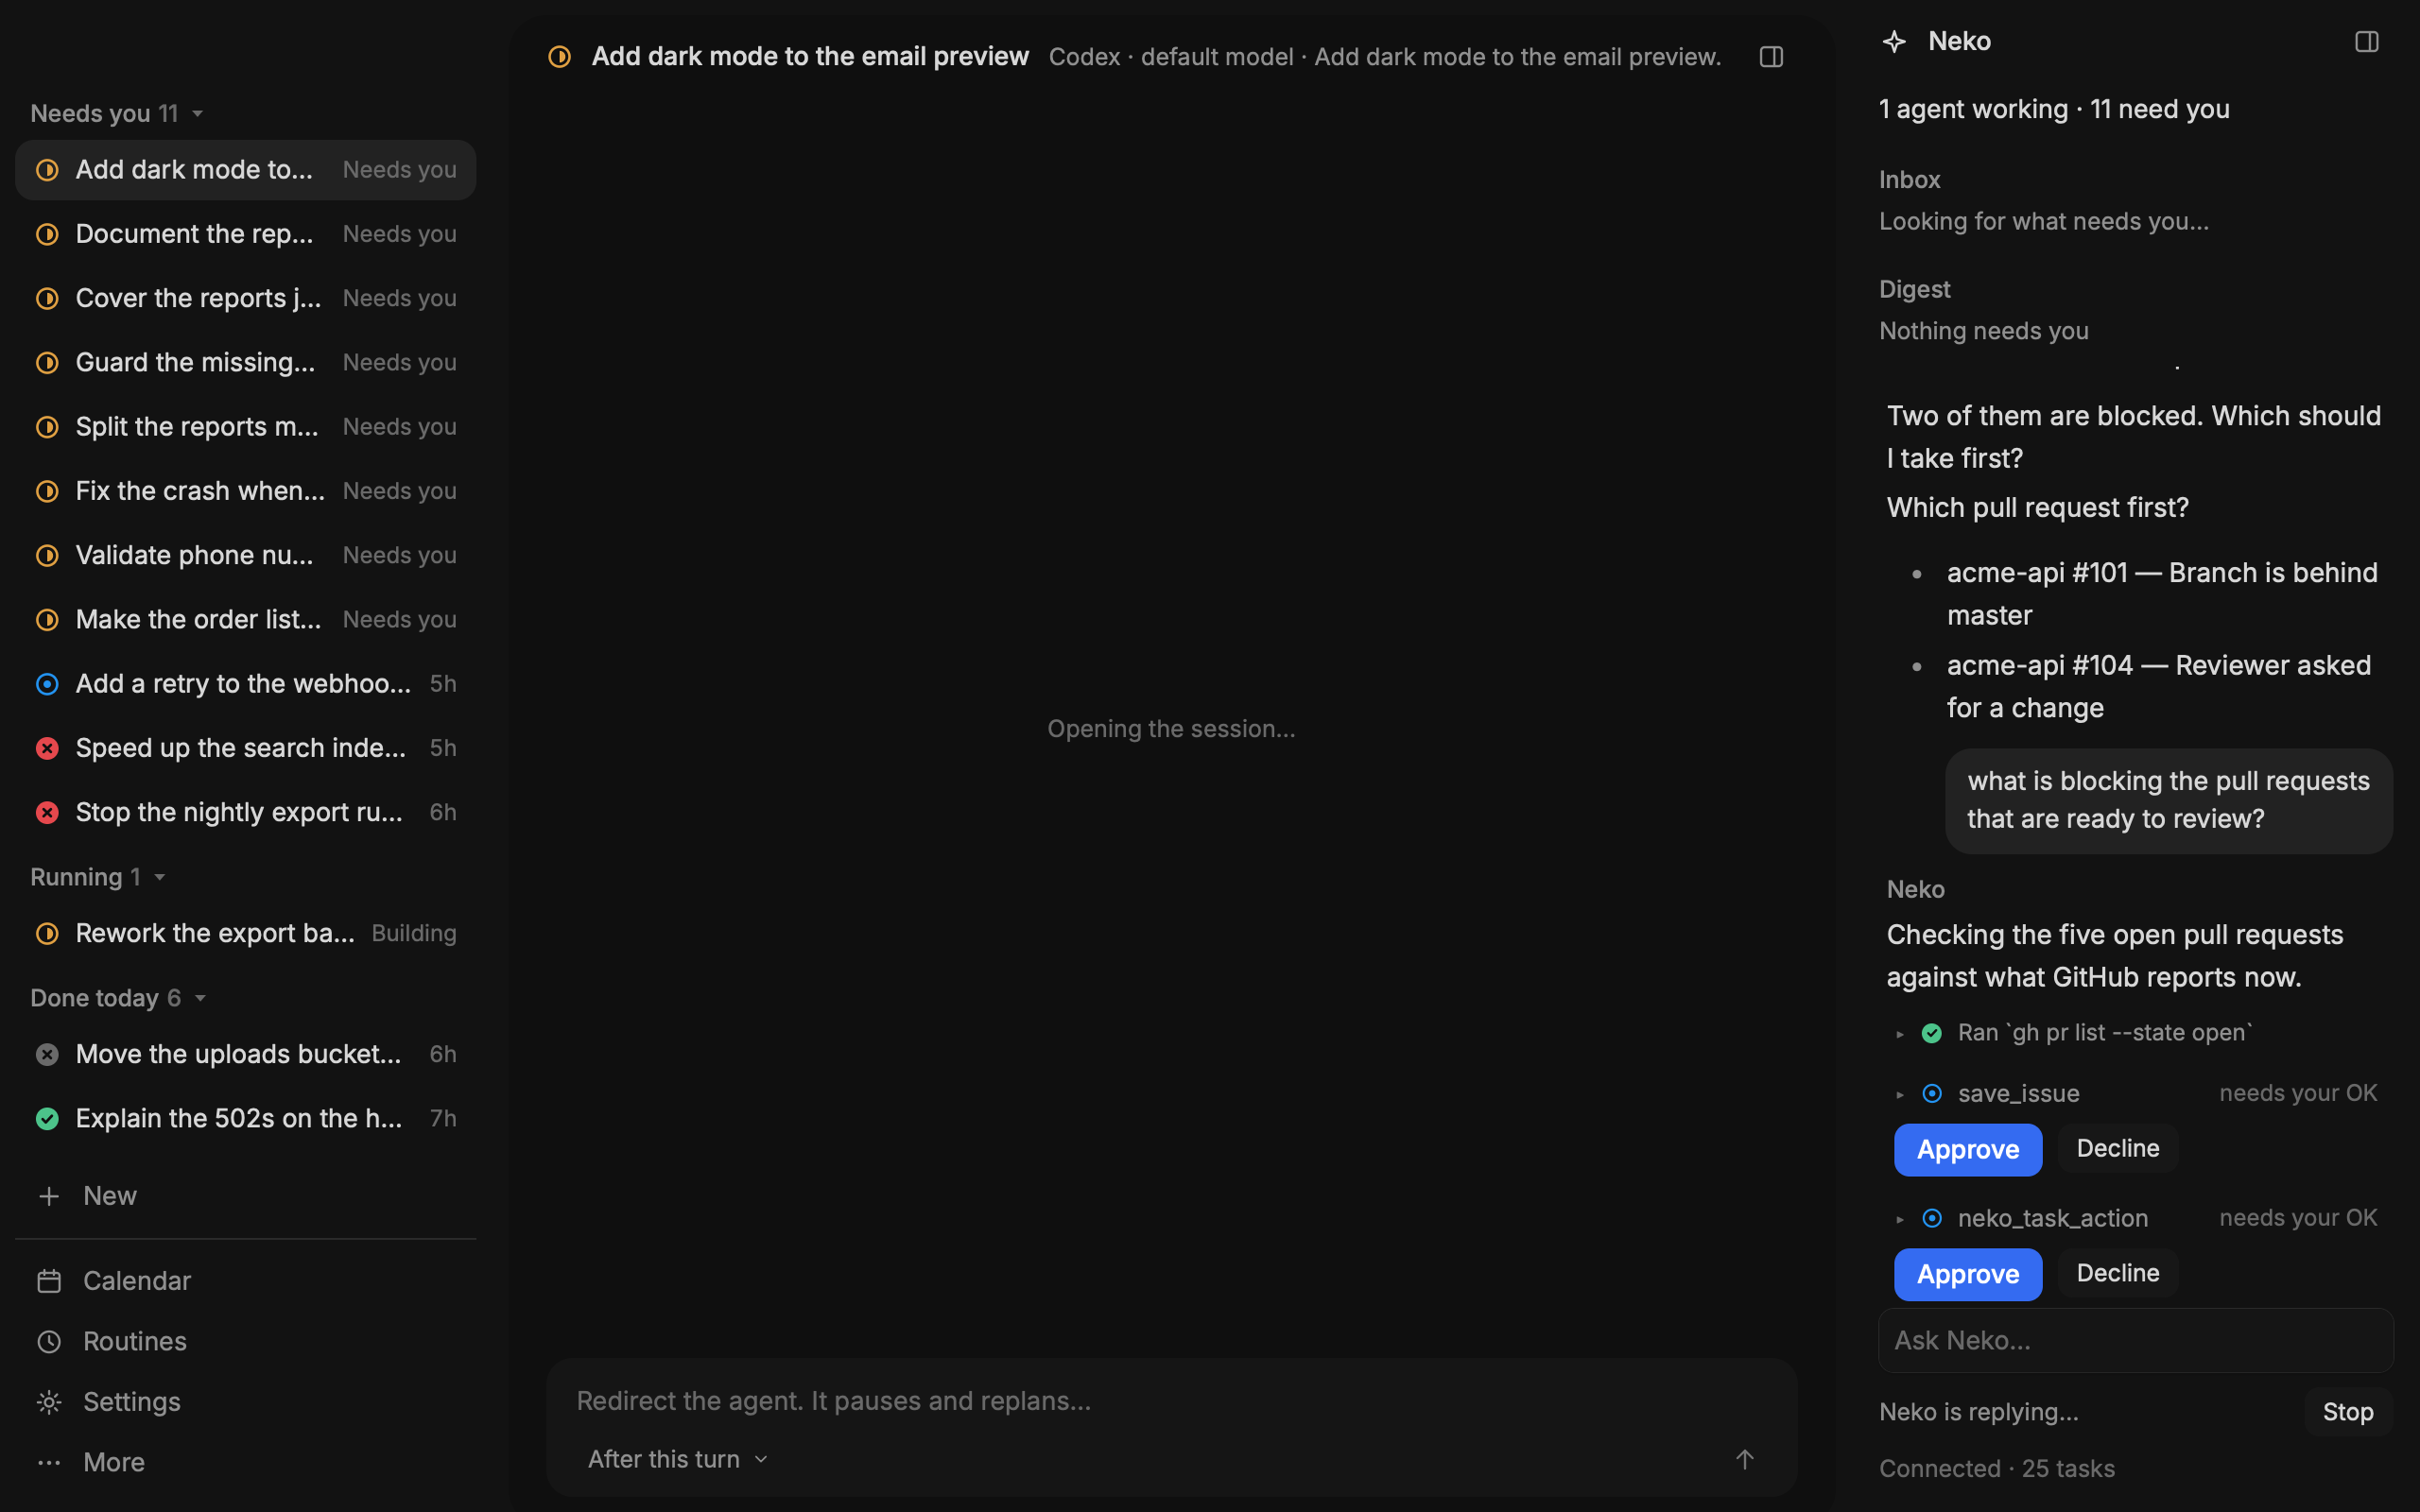 Needs you 11
Add dark mode to... Needs you
Document the rep... Needs you
Cover the reports j... Needs you
Guard the missing... Needs you
Split the reports m... Needs you
Fix the crash when... Needs you
Validate phone nu... Needs you
Make the order list... Needs you
Add a retry to the webhoo... 5h
Speed up the search inde... 5h
Stop the nightly export ru... 6h
Running 1
Rework the export ba... Building
Done today 6
Move the uploads bucket... 6h
Explain the 502s on the h... 7h
New
Calendar
Routines
Settings
More
Add dark mode to the email preview Codex · default model · Add dark mode to the email preview.
Opening the session...
Redirect the agent. It pauses and replans...
After this turn
Neko
1 agent working · 11 need you
Inbox
Looking for what needs you...
Digest
Nothing needs you
Two of them are blocked. Which should
I take first?
Which pull request first?
• acme-api #101 — Branch is behind
master
• acme-api #104 — Reviewer asked
for a change
what is blocking the pull requests
that are ready to review?
Neko
Checking the five open pull requests
against what GitHub reports now.
Ran `gh pr list --state open`
save_issue needs your OK
Approve Decline
neko_task_action needs your OK
Approve Decline
Ask Neko...
Neko is replying... Stop
Connected · 25 tasks